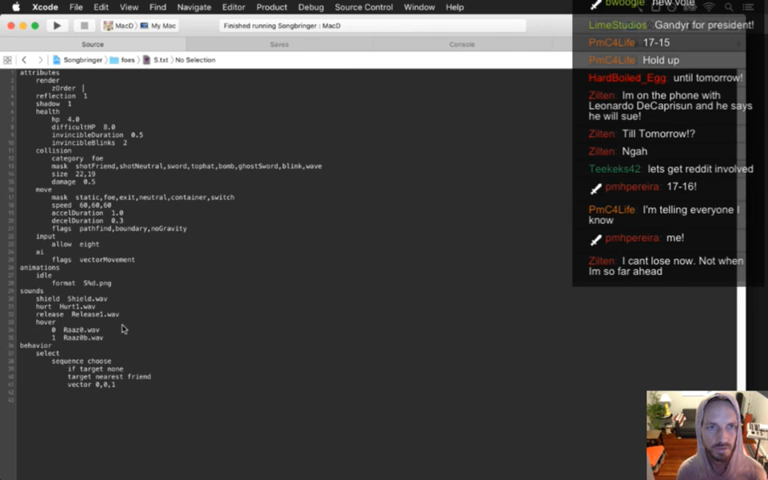 Xcode File Edit View Find Navigate Editor Product Debug Source Control Window Help
MacD My Mac
Finished running Songbringer : MacD
Source Saves Console
Songbringer foes S.txt No Selection
attributes
render
zOrder
reflection 1
shadow 1
health
hp 4.0
difficultHP 8.0
invincibleDuration 0.5
invincibleBlinks 2
collision
category foe
mask shotFriend,shotNeutral,sword,tophat,bomb,ghostSword,blink,wave
size 22,19
damage 0.5
move
mask static,foe,exit,neutral,container,switch
speed 60,60,60
accelDuration 1.0
decelDuration 0.3
flags pathfind,boundary,noGravity
input
allow eight
ai
flags vectorMovement
animations
idle
format S%d.png
sounds
shield Shield.wav
hurt Hurt1.wav
release Release1.wav
hover
0 Raaz0.wav
1 Raaz0b.wav
behavior
select
sequence choose
if target none
target nearest friend
vector 0,0,1
bwoogie: new vote
LimeStudios: Gandyr for president!
PmC4Life: 17-15
PmC4Life: Hold up
HardBoiled_Egg: until tomorrow!
Zilten: Im on the phone with
Leonardo DeCaprisun and he says
he will sue!
Zilten: Till Tomorrow!?
Zilten: Ngah
Teekeks42: lets get reddit involved
pmhpereira: 17-16!
PmC4Life: I'm telling everyone I
know
pmhpereira: me!
Zilten: I cant lose now. Not when
Im so far ahead